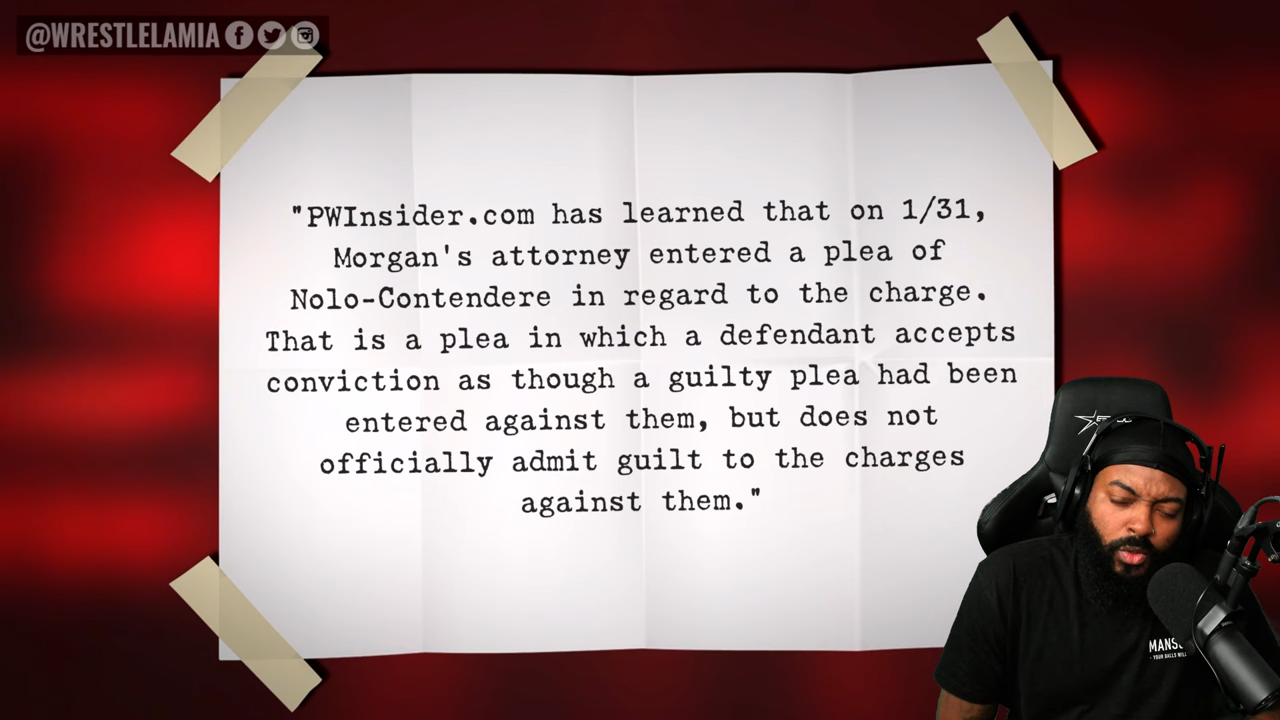 @WRESTLELAMIA
"PWInsider.com has learned that on 1/31,
Morgan's attorney entered a plea of
Nolo-Contendere in regard to the charge.
That is a plea in which a defendant accepts
conviction as though a guilty plea had been
entered against them, but does not
officially admit guilt to the charges
against them."